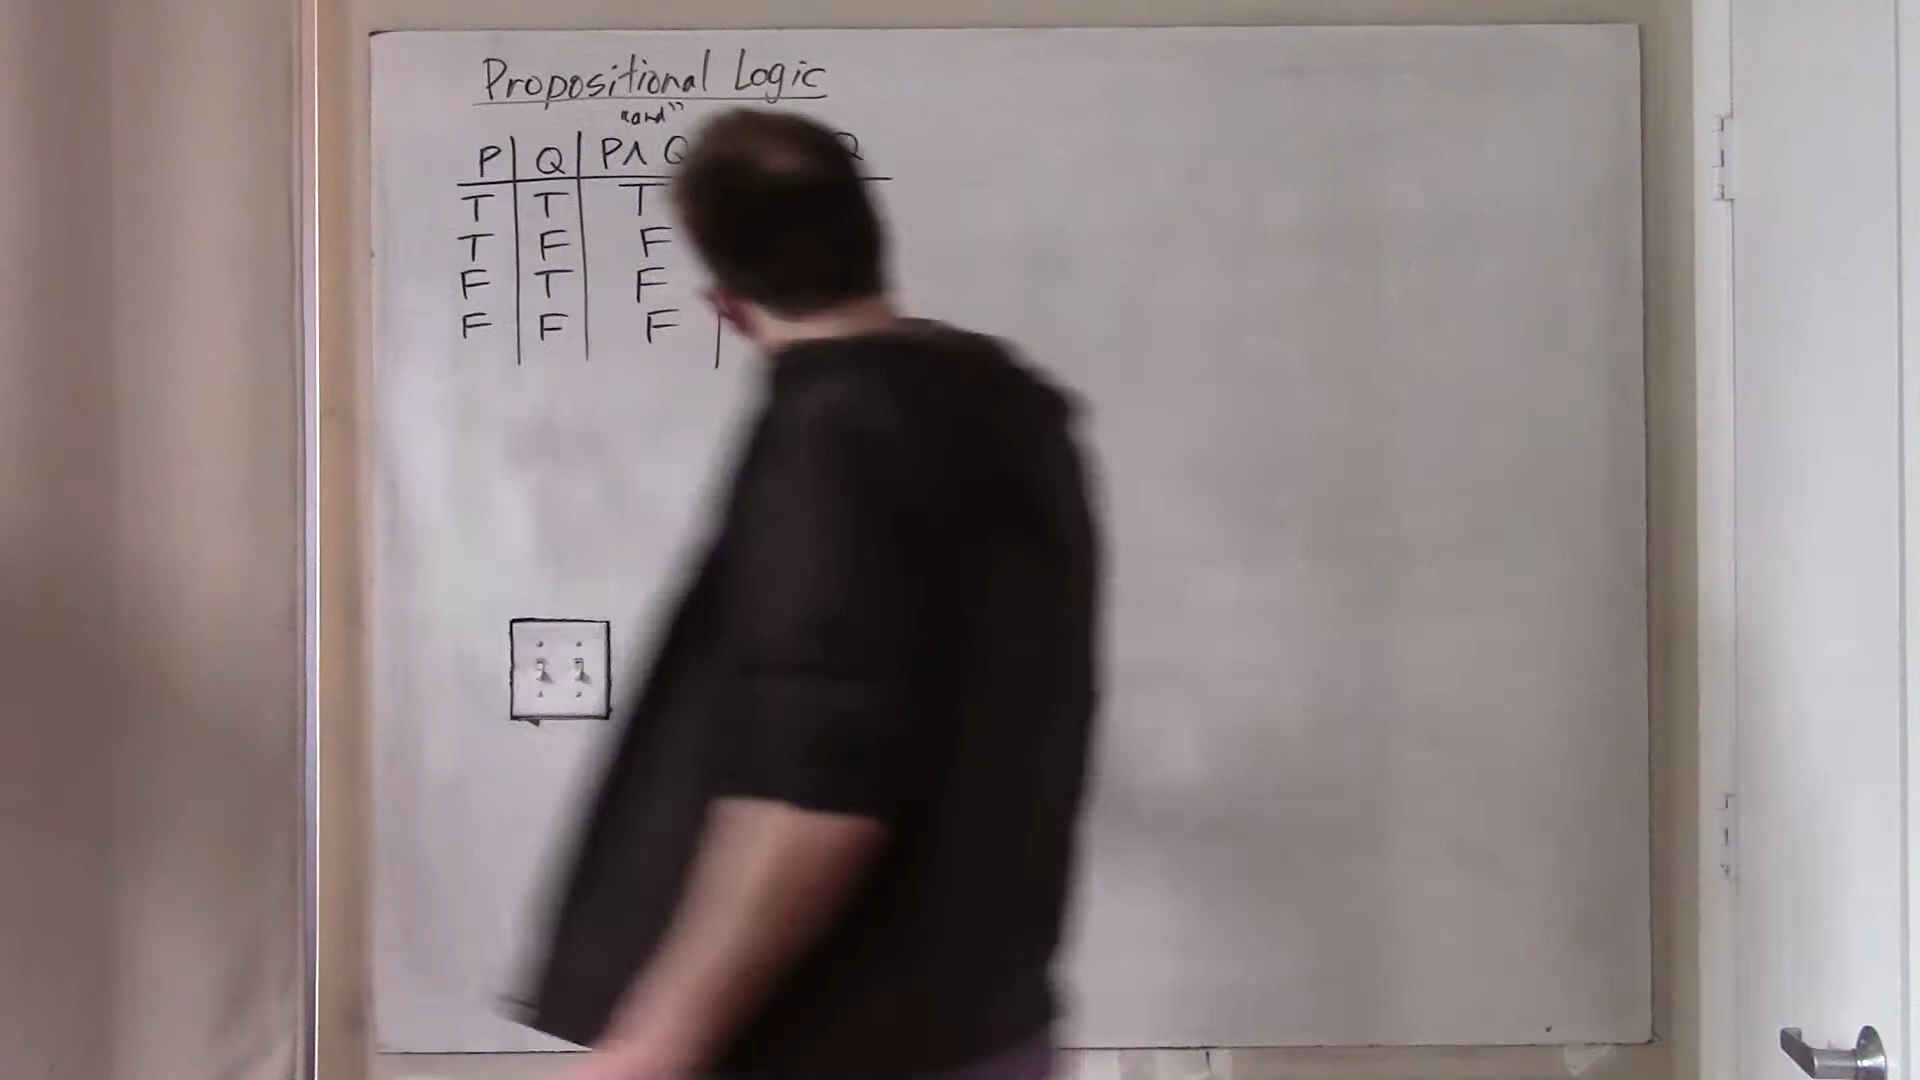 Propositional Logic
"and"
P Q P∧ Q Q
T T T
T F F
F T F
F F F